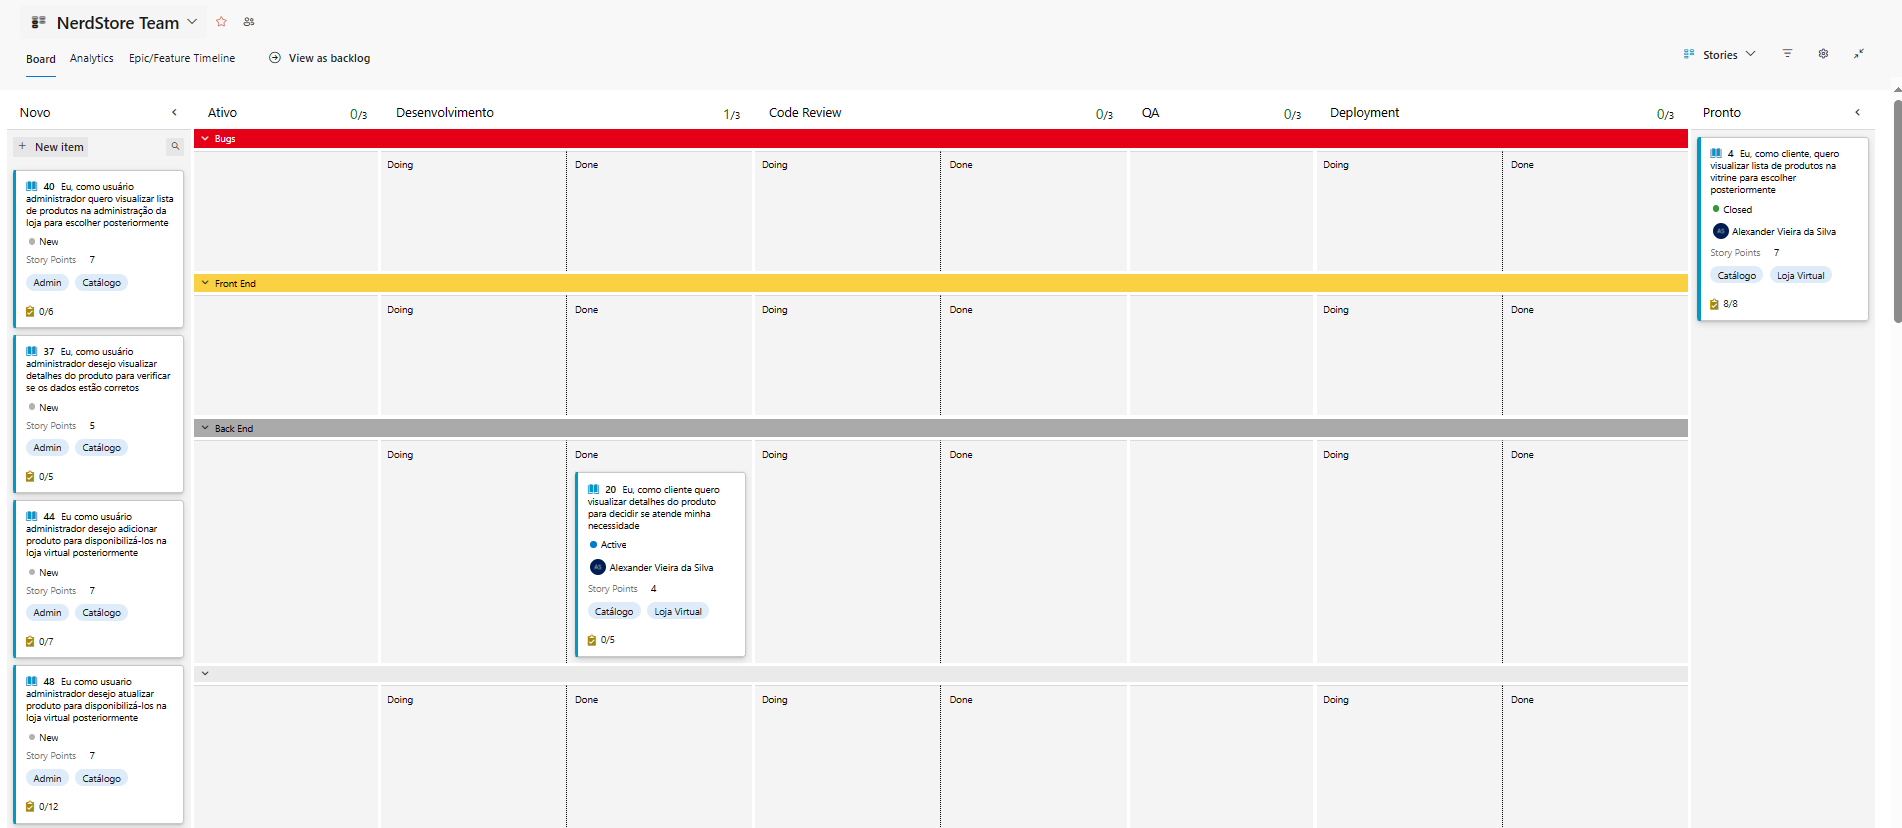 NerdStore Team
Board Analytics Epic/Feature Timeline View as backlog
Stories
Novo
Ativo 0/3
Desenvolvimento 1/3
Code Review 0/3
QA 0/3
Deployment 0/3
Pronto
+ New item
40 Eu, como usuário
administrador quero visualizar lista
de produtos na administração da
loja para escolher posteriormente
New
Story Points 7
Admin Catálogo
0/6
37 Eu, como usuário
administrador desejo visualizar
detalhes do produto para verificar
se os dados estão corretos
New
Story Points 5
Admin Catálogo
0/5
44 Eu como usuário
administrador desejo adicionar
produto para disponibilizá-los na
loja virtual posteriormente
New
Story Points 7
Admin Catálogo
0/7
48 Eu como usuario
administrador desejo atualizar
produto para disponibilizá-los na
loja virtual posteriormente
New
Story Points 7
Admin Catálogo
0/12
Bugs
Doing Done Doing Done Doing Done
Front End
Doing Done Doing Done Doing Done
Back End
Doing Done Doing Done Doing Done
20 Eu, como cliente quero
visualizar detalhes do produto
para decidir se atende minha
necessidade
Active
AS Alexander Vieira da Silva
Story Points 4
Catálogo Loja Virtual
0/5
Doing Done Doing Done Doing Done
4 Eu, como cliente, quero
visualizar lista de produtos na
vitrine para escolher
posteriormente
Closed
AS Alexander Vieira da Silva
Story Points 7
Catálogo Loja Virtual
8/8